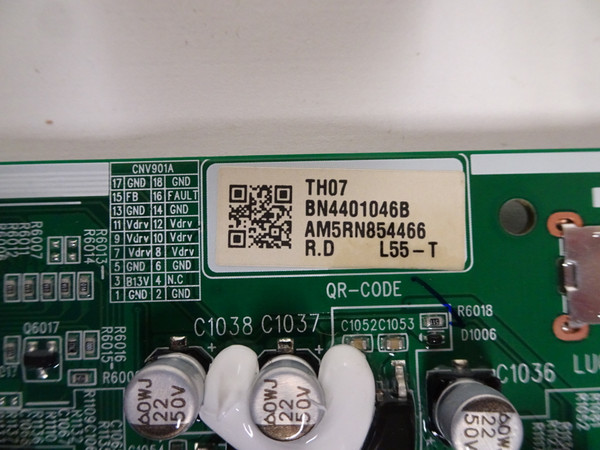 CNV901A
17 GND 18 GND
15 FB 16 FAULT
13 GND 14 GND
11 Vdrv 12 Vdrv
9 Vdrv 10 Vdrv
7 Vdrv 8 Vdrv
5 GND 6 GND
3 B13V 4 N.C
1 GND 2 GND
TH07
BN4401046B
AM5RN854466
R.D L55-T
QR-CODE
R6007
R6014
R6013
Q6017
R6016
R6015
C1038 C1037
C1052 C1053
R6018
D1006
C1036
60WJ
22
50V
60WJ
22
50V
60WJ
22
50V